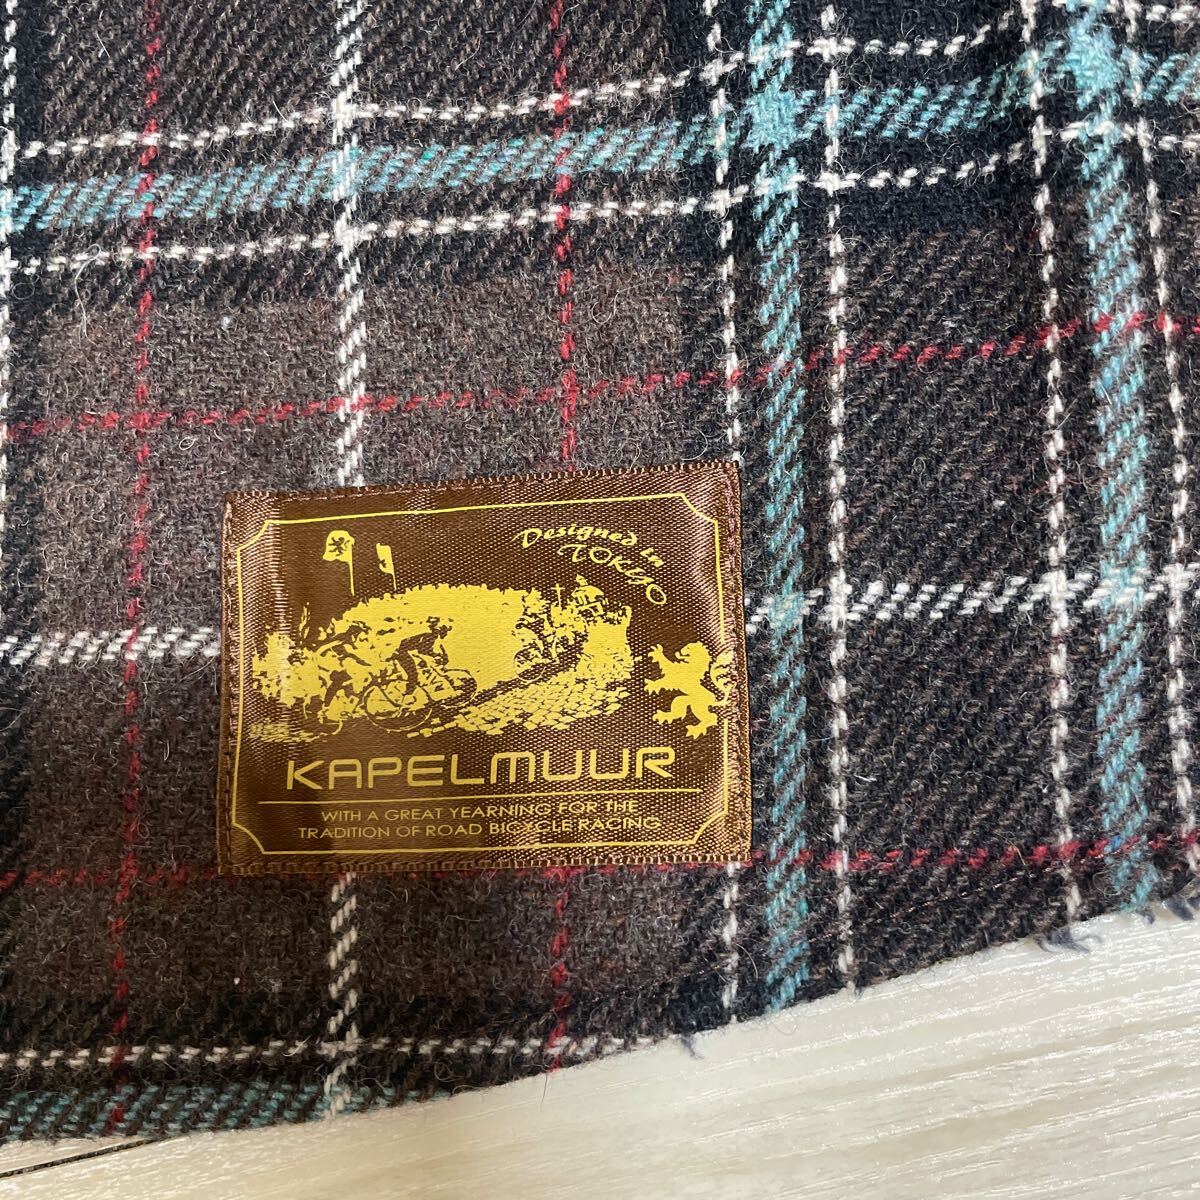 Designed in
TOKYO
KAPELMUUR
WITH A GREAT YEARNING FOR THE
TRADITION OF ROAD BICYCLE RACING